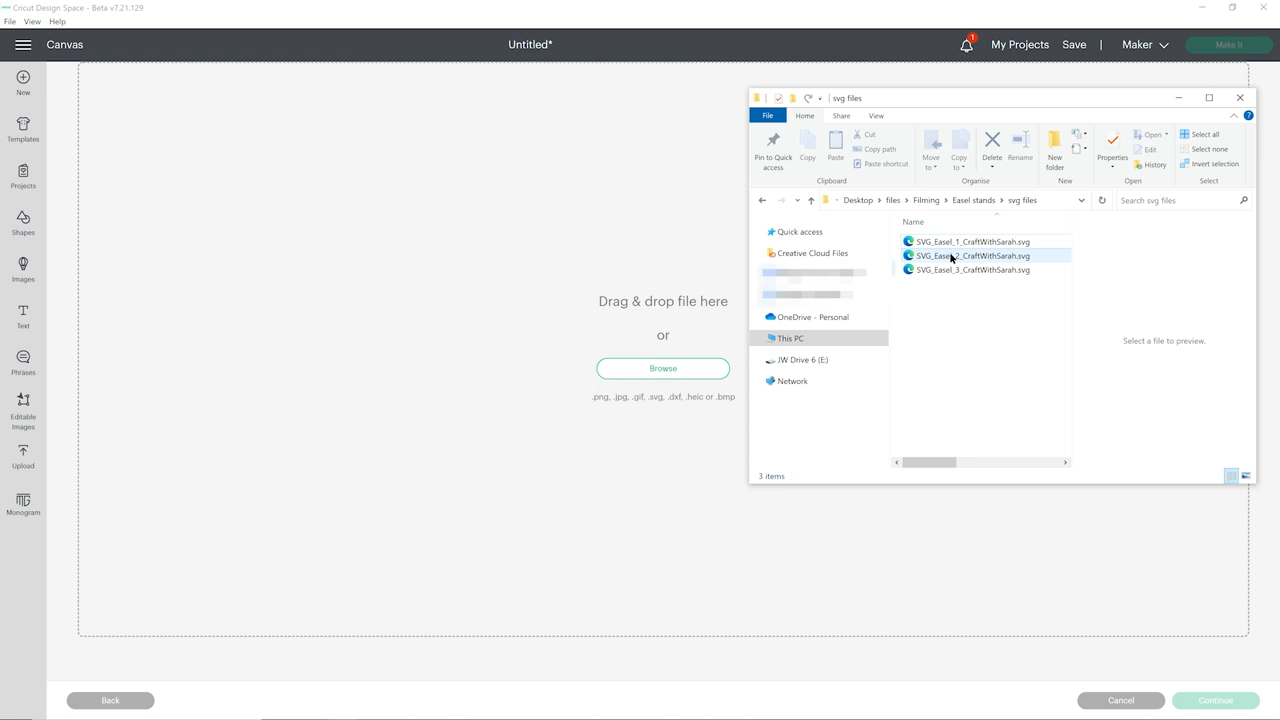 Cricut Design Space - Beta v7.21.129
File View Help
Canvas
Untitled*
1
My Projects Save | Maker Make It
New
Templates
Projects
Shapes
Images
Text
Phrases
Editable
Images
Upload
Monogram
Drag & drop file here
or
Browse
.png, .jpg, .gif, .svg, .dxf, .heic or .bmp
svg files
File Home Share View
Pin to Quick
access
Copy
Paste
Cut
Copy path
Paste shortcut
Clipboard
Move
to
Copy
to
Delete
Rename
Organise
New
folder
New
Properties
Open
Edit
History
Open
Select all
Select none
Invert selection
Select
Desktop > files > Filming > Easel stands > svg files
Search svg files
Quick access
Creative Cloud Files
OneDrive - Personal
This PC
JW Drive 6 (E:)
Network
Name
SVG_Easel_1_CraftWithSarah.svg
SVG_Easel_2_CraftWithSarah.svg
SVG_Easel_3_CraftWithSarah.svg
Select a file to preview.
3 items
Back
Cancel
Continue